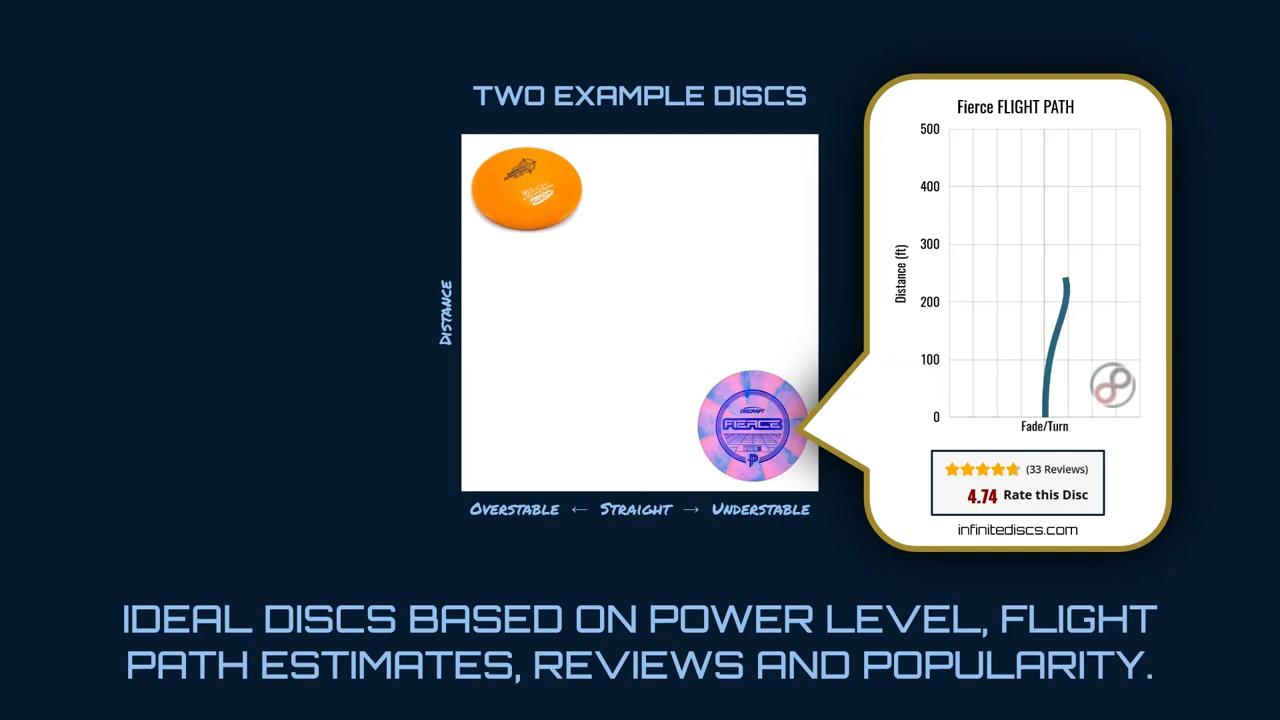 TWO EXAMPLE DISCS
DISTANCE
OVERSTABLE ← STRAIGHT → UNDERSTABLE
DISCRAFT
FIERCE
Fierce FLIGHT PATH
500
400
300
200
100
0
Distance (ft)
Fade/Turn
(33 Reviews)
4.74 Rate this Disc
infinitediscs.com
IDEAL DISCS BASED ON POWER LEVEL, FLIGHT
PATH ESTIMATES, REVIEWS AND POPULARITY.